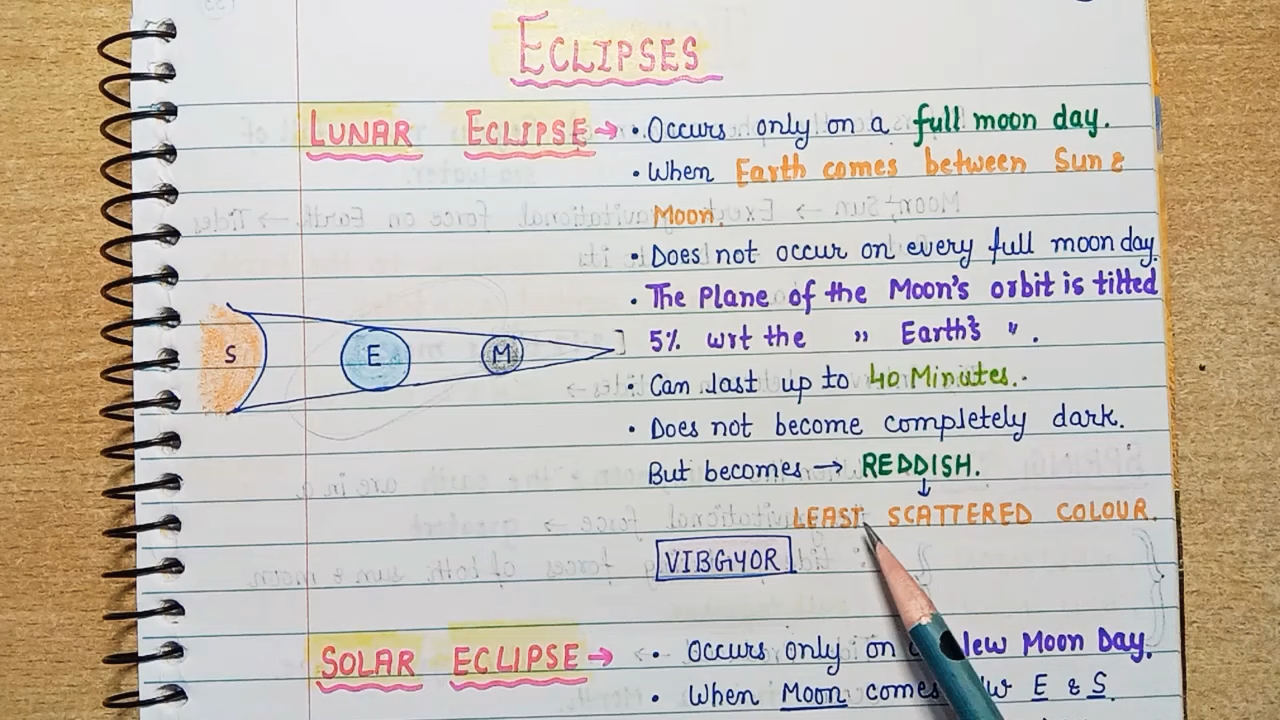 ECLIPSES
LUNAR ECLIPSE → • Occurs only on a full moon day.
• When Earth comes between Sun &
Moon.
• Does not occur on every full moon day.
• The Plane of the Moon's orbit is tilted
5% wrt the " Earth's " .
• Can last up to 40 Minutes.
• Does not become completely dark.
But becomes → REDDISH.
↓
LEAST SCATTERED COLOUR.
VIBGYOR
S E M
SOLAR ECLIPSE → • Occurs only on New Moon Day.
• When Moon comes E & S.